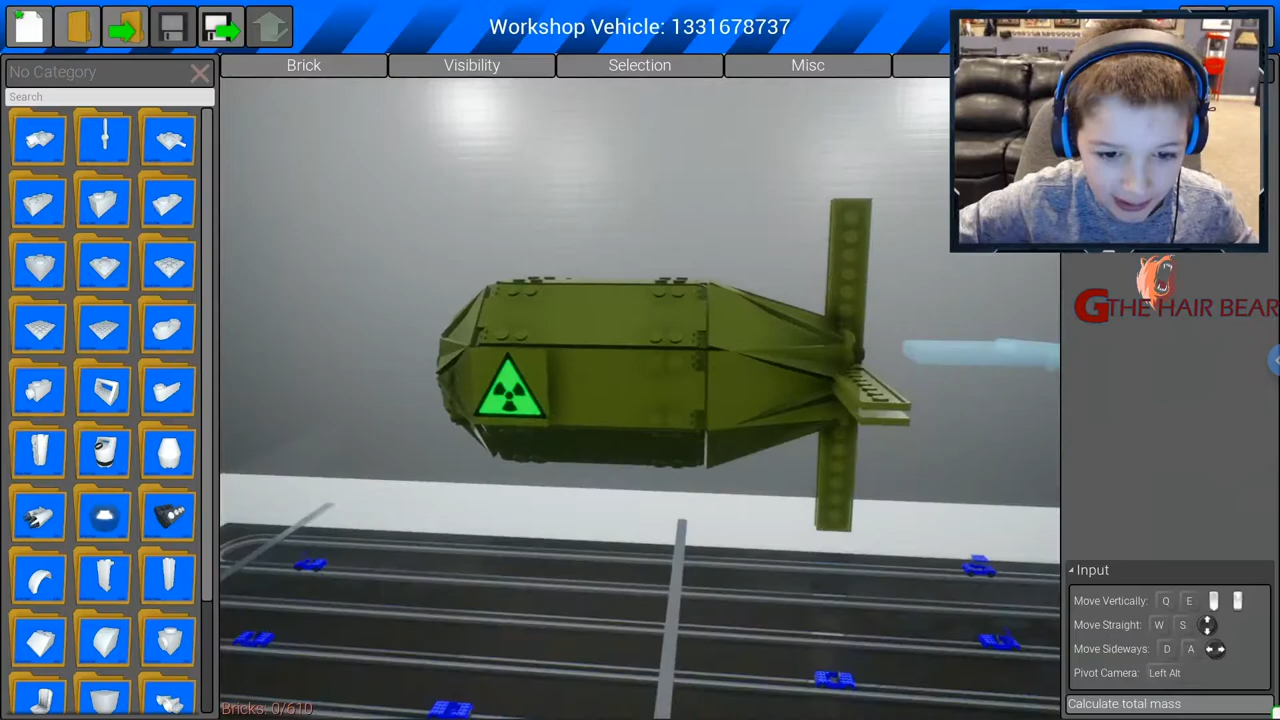 Workshop Vehicle: 1331678737
No Category
Search
Brick
Visibility
Selection
Misc
GTHE HAIR BEAR
Input
Move Vertically: Q E
Move Straight: W S
Move Sideways: D A
Pivot Camera: Left Alt
Calculate total mass
Bricks: 0/610